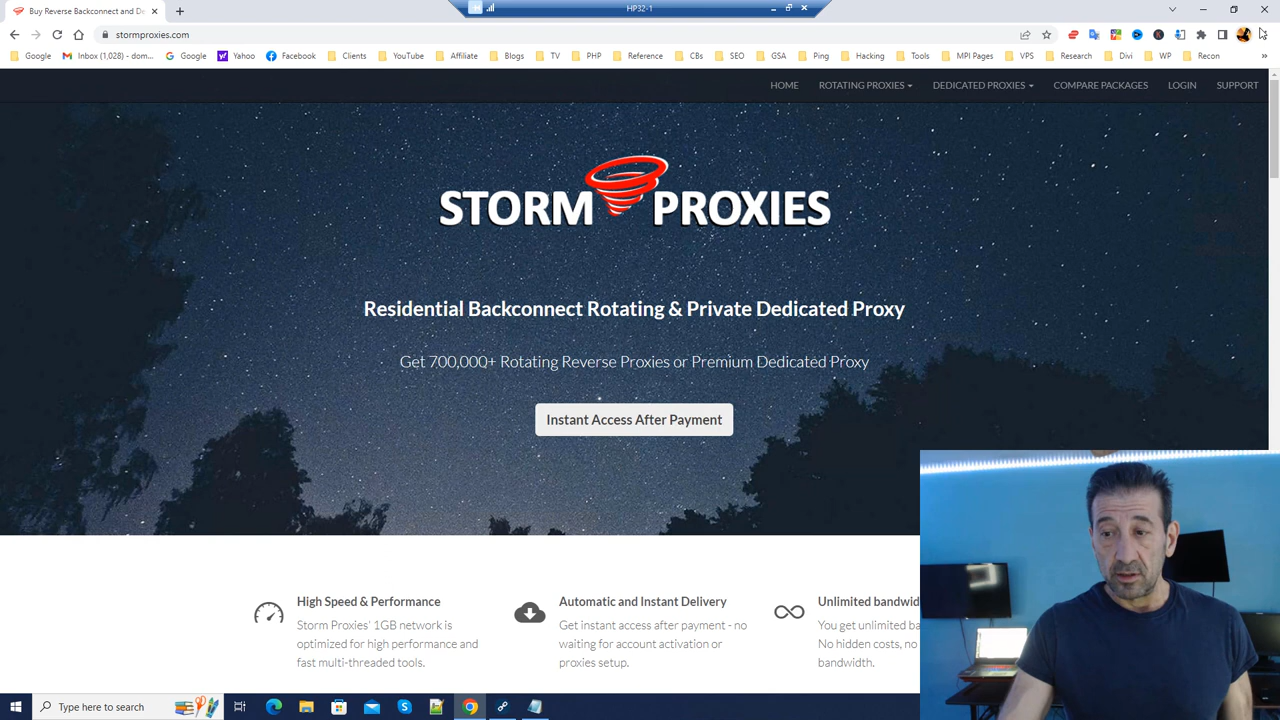 Buy Reverse Backconnect and De
HP32-1
stormproxies.com
Google
Inbox (1,028) - dom...
Google
Yahoo
Facebook
Clients
YouTube
Affiliate
Blogs
TV
PHP
Reference
CBs
SEO
GSA
Ping
Hacking
Tools
MPI Pages
VPS
Research
Divi
WP
Recon
HOME
ROTATING PROXIES
DEDICATED PROXIES
COMPARE PACKAGES
LOGIN
SUPPORT
STORM PROXIES
Residential Backconnect Rotating & Private Dedicated Proxy
Get 700,000+ Rotating Reverse Proxies or Premium Dedicated Proxy
Instant Access After Payment
High Speed & Performance
Storm Proxies' 1GB network is
optimized for high performance and
fast multi-threaded tools.
Automatic and Instant Delivery
Get instant access after payment - no
waiting for account activation or
proxies setup.
Unlimited bandwid
You get unlimited ba
No hidden costs, no
bandwidth.
Type here to search